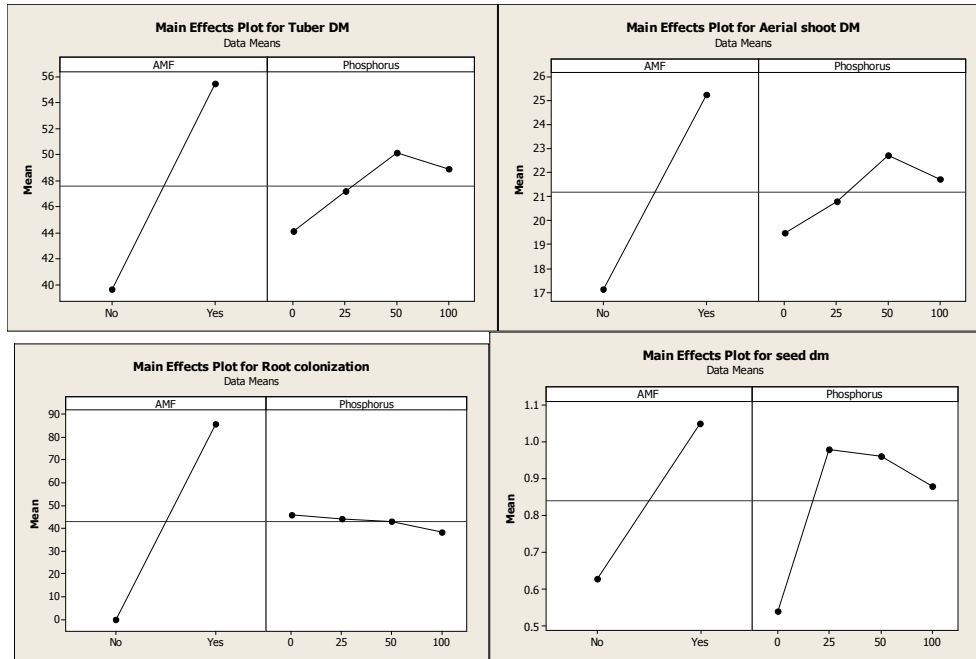 Main Effects Plot for Tuber DM
Data Means
AMF Phosphorus
56
54
52
50
48
46
44
42
40
Mean
No Yes 0 25 50 100
Main Effects Plot for Aerial shoot DM
Data Means
AMF Phosphorus
26
25
24
23
22
21
20
19
18
17
Mean
No Yes 0 25 50 100
Main Effects Plot for Root colonization
Data Means
AMF Phosphorus
90
80
70
60
50
40
30
20
10
0
Mean
No Yes 0 25 50 100
Main Effects Plot for seed dm
Data Means
AMF Phosphorus
1.1
1.0
0.9
0.8
0.7
0.6
0.5
Mean
No Yes 0 25 50 100